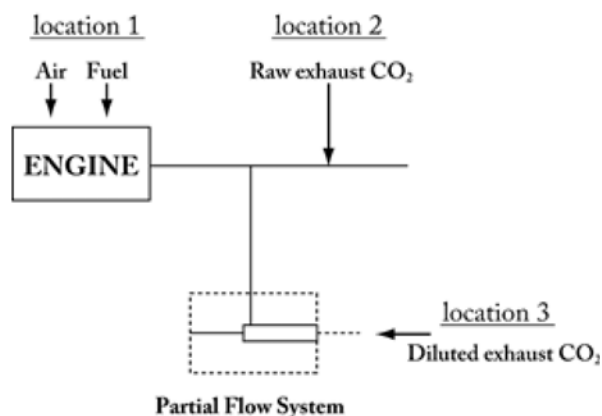 location 1
location 2
Air Fuel
Raw exhaust CO₂
ENGINE
location 3
Diluted exhaust CO₂
Partial Flow System